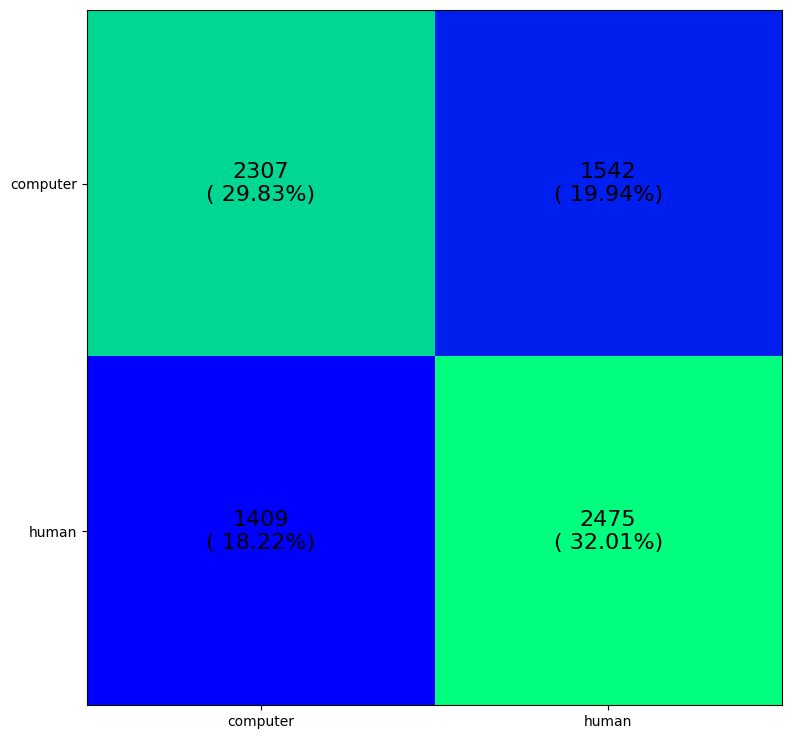 computer
2307
( 29.83%)
1542
( 19.94%)
human
1409
( 18.22%)
2475
( 32.01%)
computer
human